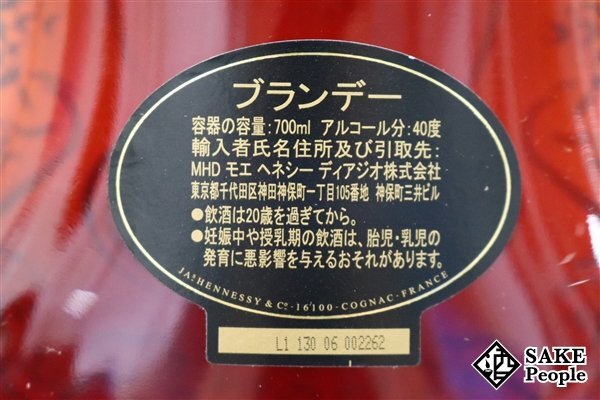 ブランデー
容器の容量:700ml アルコール分:40度
輸入者氏名住所及び引取先:
MHD モエ ヘネシー ディアジオ株式会社
東京都千代田区神田神保町一丁目105番地 神保町三井ビル
●飲酒は20歳を過ぎてから。
●妊娠中や授乳期の飲酒は、胎児・乳児の
発育に悪影響を与えるおそれがあります。
JAˢ HENNESSY & Cº - 16100 - COGNAC - FRANCE
L1 130 06 002262
SAKE
People